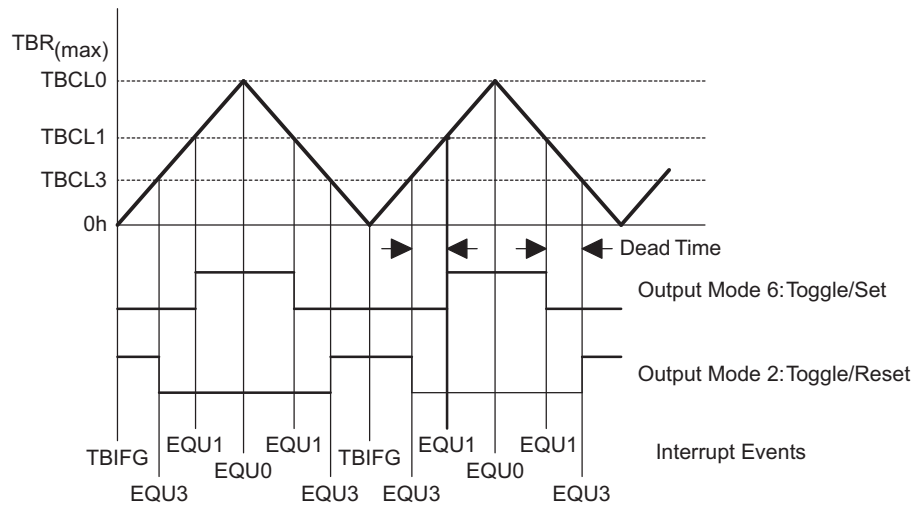 TBR(max)
TBCL0
TBCL1
TBCL3
0h
Dead Time
Output Mode 6:Toggle/Set
Output Mode 2:Toggle/Reset
TBIFG
EQU3
EQU1
EQU0
EQU1
EQU3
TBIFG
EQU3
EQU1
EQU0
EQU1
EQU3
Interrupt Events